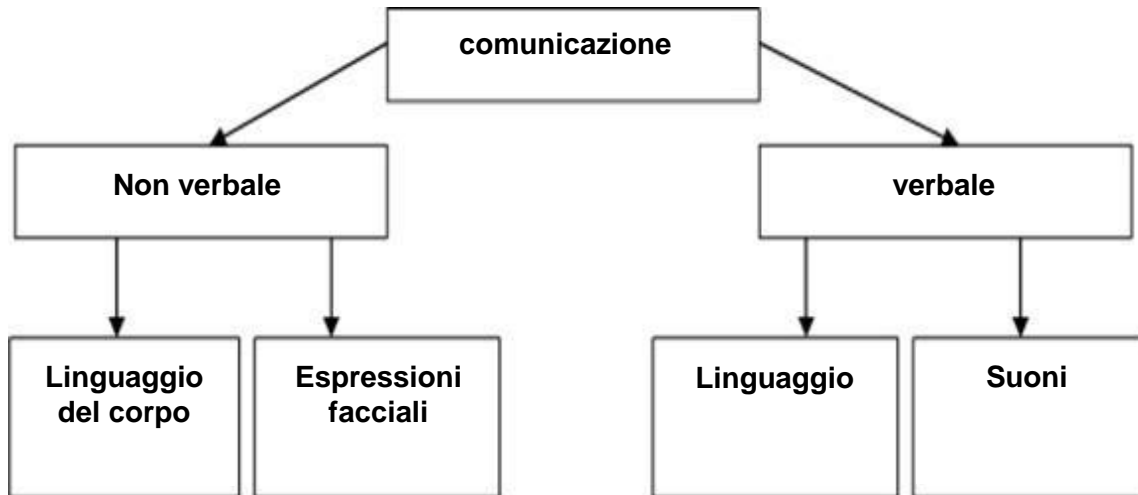 comunicazione
Non verbale
verbale
Linguaggio
del corpo
Espressioni
facciali
Linguaggio
Suoni